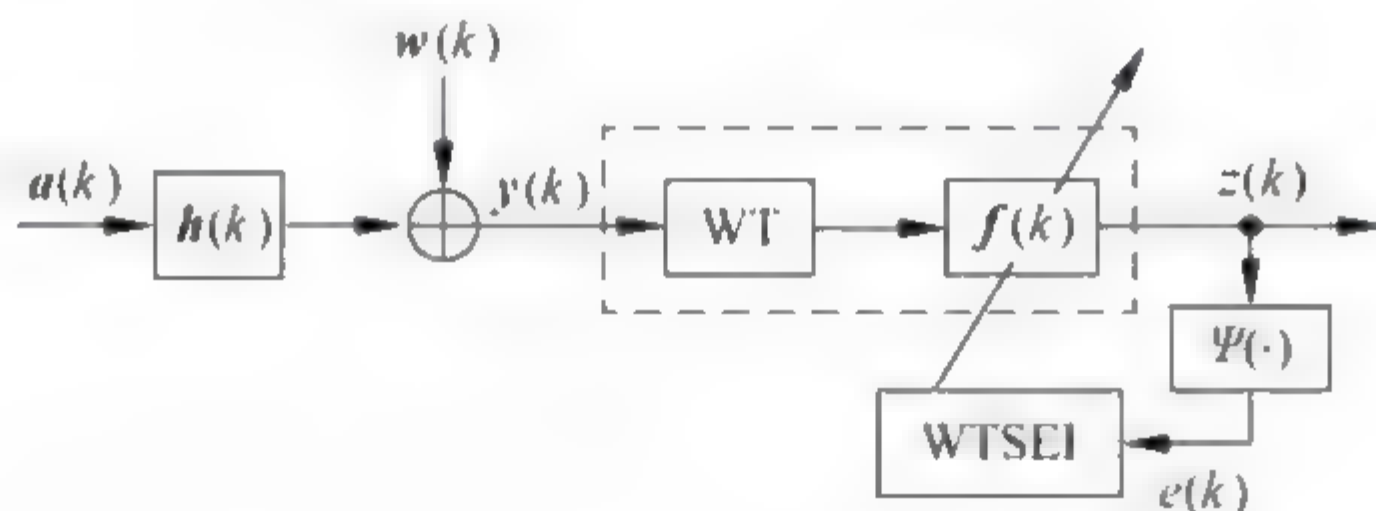 w(k)
a(k)
h(k)
y(k)
WT
f(k)
z(k)
Ψ(·)
WTSEI
e(k)